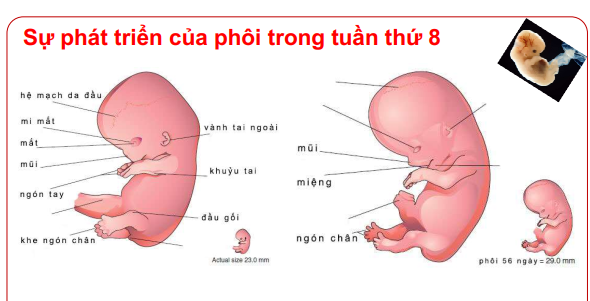 Sự phát triển của phôi trong tuần thứ 8
hệ mạch da đầu
mi mắt
mắt
mũi
ngón tay
khe ngón chân
vành tai ngoài
khuỷu tai
đầu gối
Actual size 23.0 mm
mũi
miệng
ngón chân
phôi 56 ngày = 29.0 mm